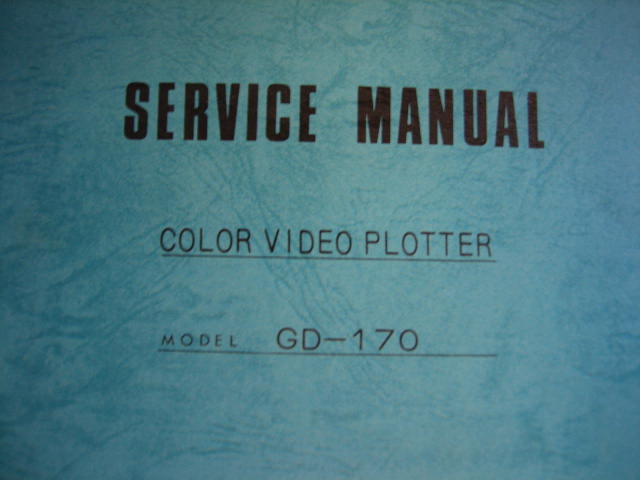 SERVICE MANUAL
COLOR VIDEO PLOTTER
MODEL GD-170